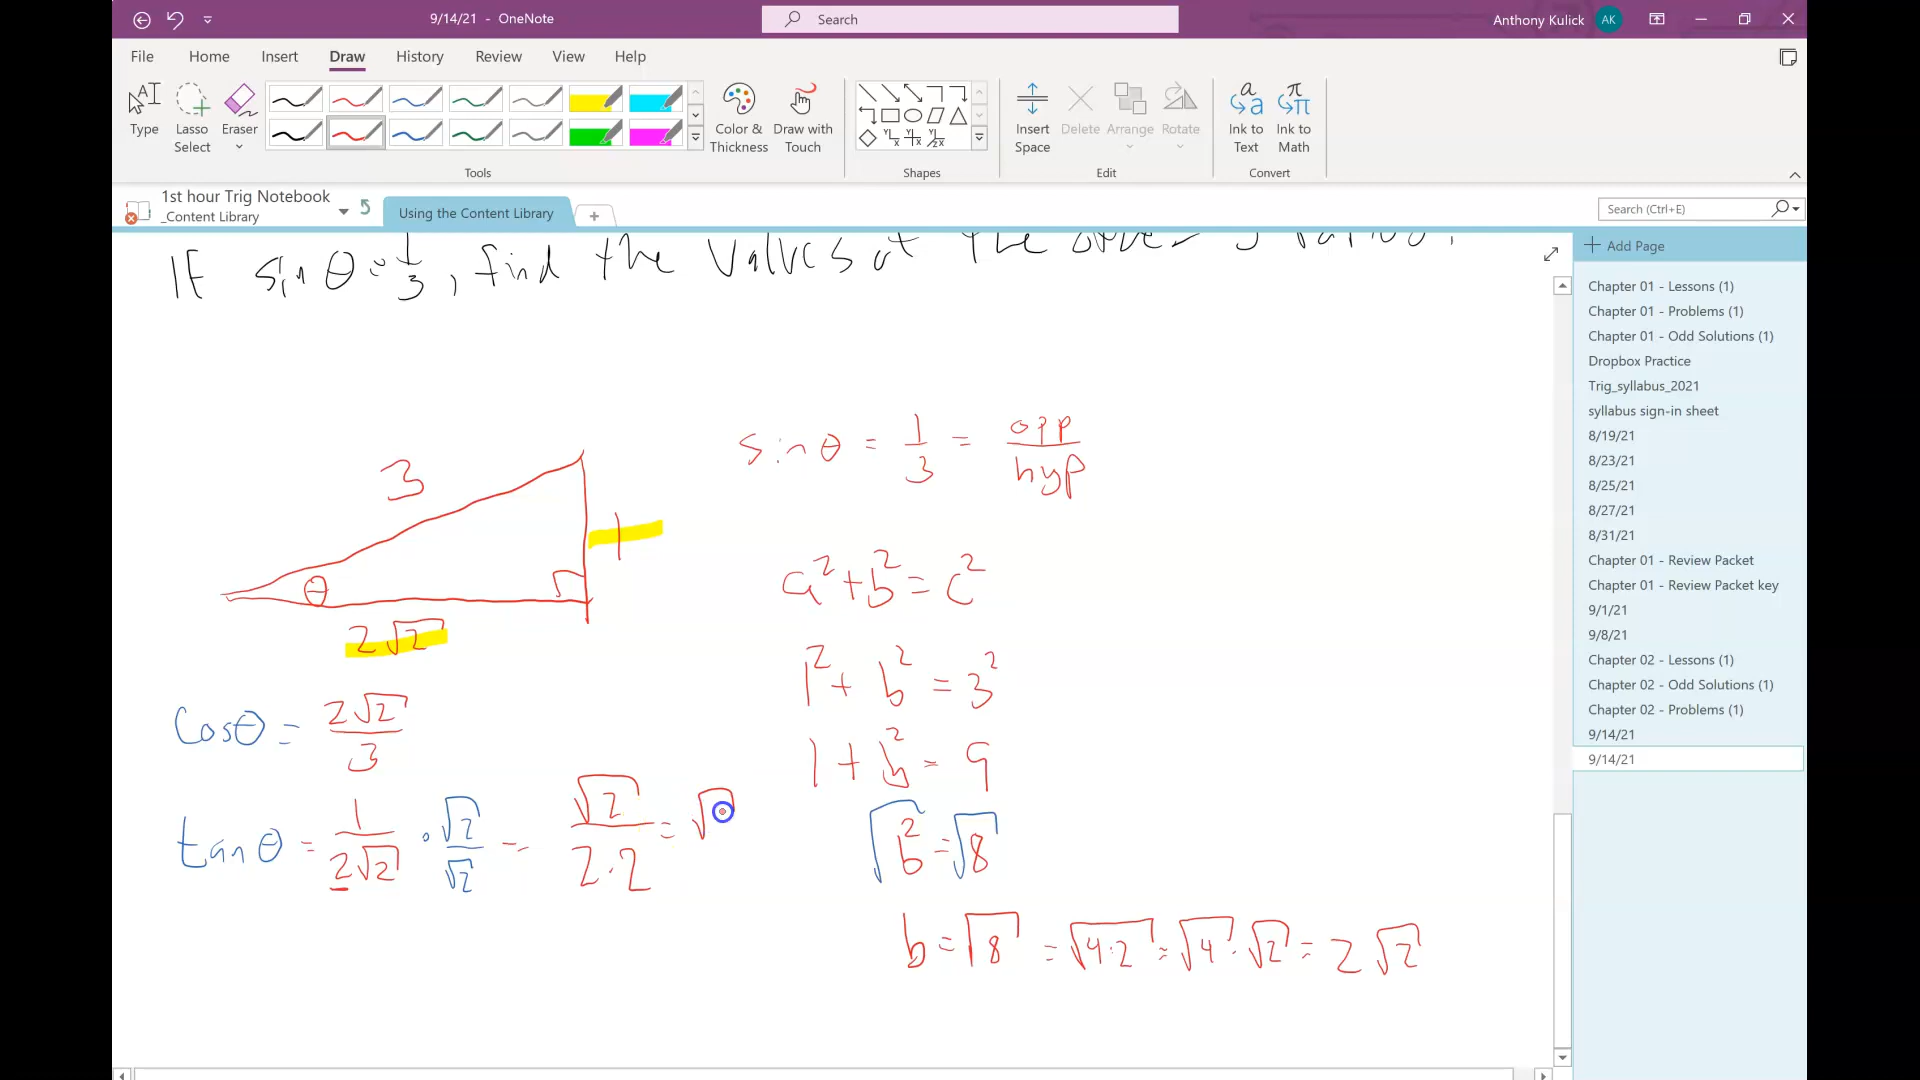 9/14/21 - OneNote
Search
Anthony Kulick AK
File Home Insert Draw History Review View Help
Type
Lasso Select
Eraser
Color & Thickness
Draw with Touch
Insert Space
Delete
Arrange
Rotate
Ink to Text
Ink to Math
Tools
Shapes
Edit
Convert
1st hour Trig Notebook
_Content Library
Using the Content Library
Search (Ctrl+E)
If sinθ = 1/3, find the values of the other
3
1
θ
2√2
sinθ = 1/3 = opp/hyp
a² + b² = c²
1² + b² = 3²
1 + b² = 9
√b² = √8
b = √8 = √4·2 = √4 · √2 = 2√2
cosθ = 2√2/3
tanθ = 1/2√2 · √2/√2 = √2/2·2 = √
Add Page
Chapter 01 - Lessons (1)
Chapter 01 - Problems (1)
Chapter 01 - Odd Solutions (1)
Dropbox Practice
Trig_syllabus_2021
syllabus sign-in sheet
8/19/21
8/23/21
8/25/21
8/27/21
8/31/21
Chapter 01 - Review Packet
Chapter 01 - Review Packet key
9/1/21
9/8/21
Chapter 02 - Lessons (1)
Chapter 02 - Odd Solutions (1)
Chapter 02 - Problems (1)
9/14/21
9/14/21